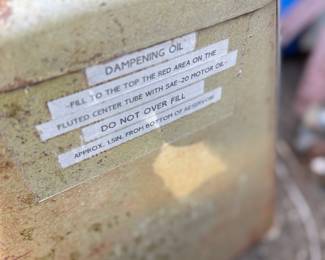 DAMPENING OIL
-FILL TO THE TOP THE RED AREA ON THE
FLUTED CENTER TUBE WITH SAE-20 MOTOR OIL-
DO NOT OVER FILL
APPROX. 1.5IN. FROM BOTTOM OF RESERVOIR